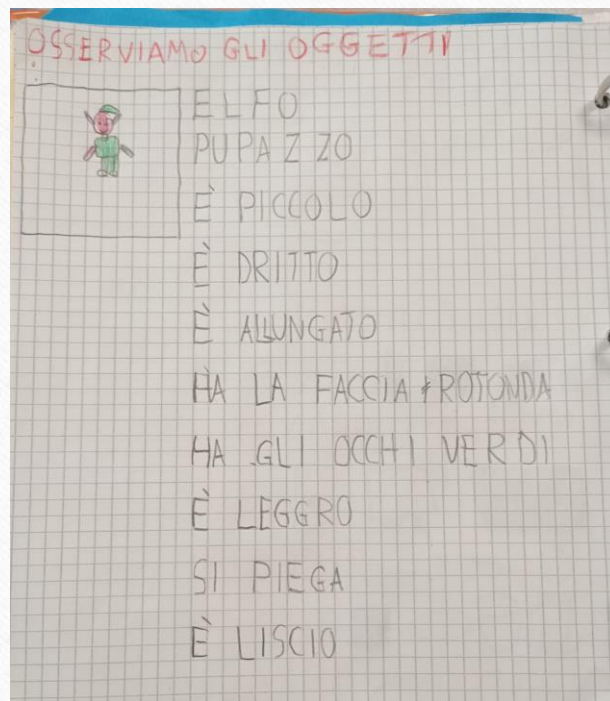 OSSERVIAMO GLI OGGETTI
ELFO
PUPAZZO
È PICCOLO
È DRITTO
È ALLUNGATO
HA LA FACCIA ROTONDA
HA GLI OCCHI VERDI
È LEGGRO
SI PIEGA
È LISCIO